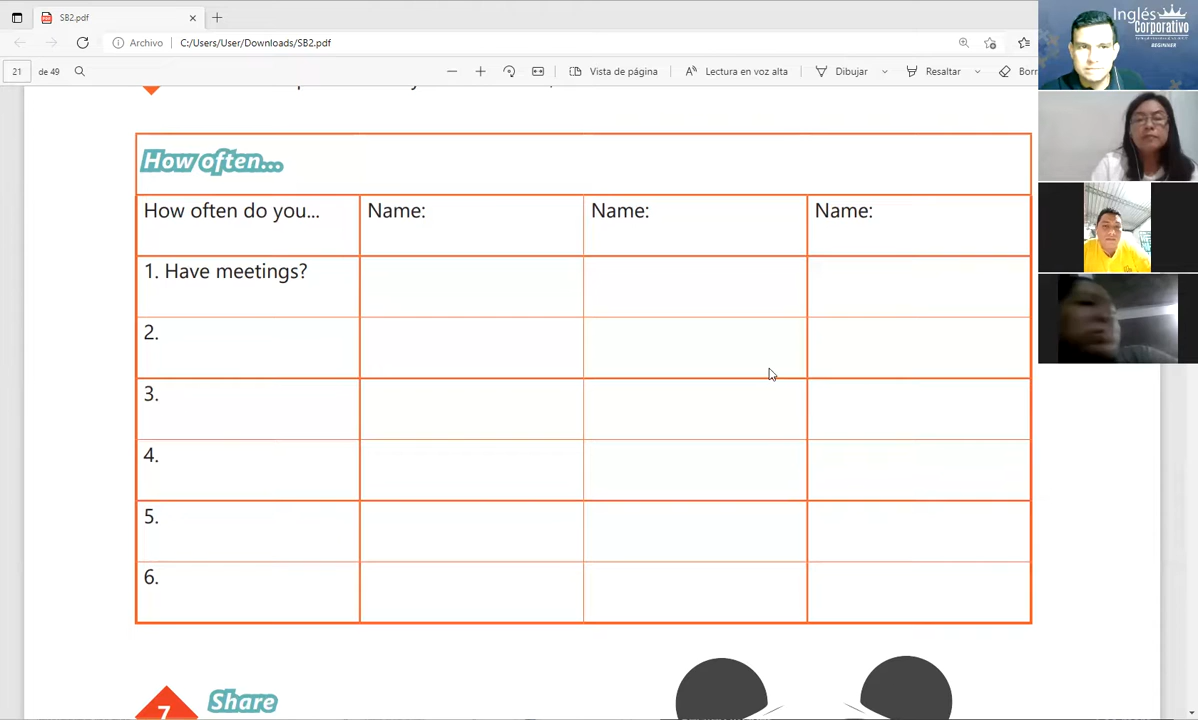 SB2.pdf
Archivo
C:/Users/User/Downloads/SB2.pdf
21
de 49
Vista de página
Lectura en voz alta
Dibujar
Resaltar
Borr
Inglés
Corporativo
BEGINNER
How often...
How often do you...
Name:
Name:
Name:
1. Have meetings?
2.
3.
4.
5.
6.
7
Share